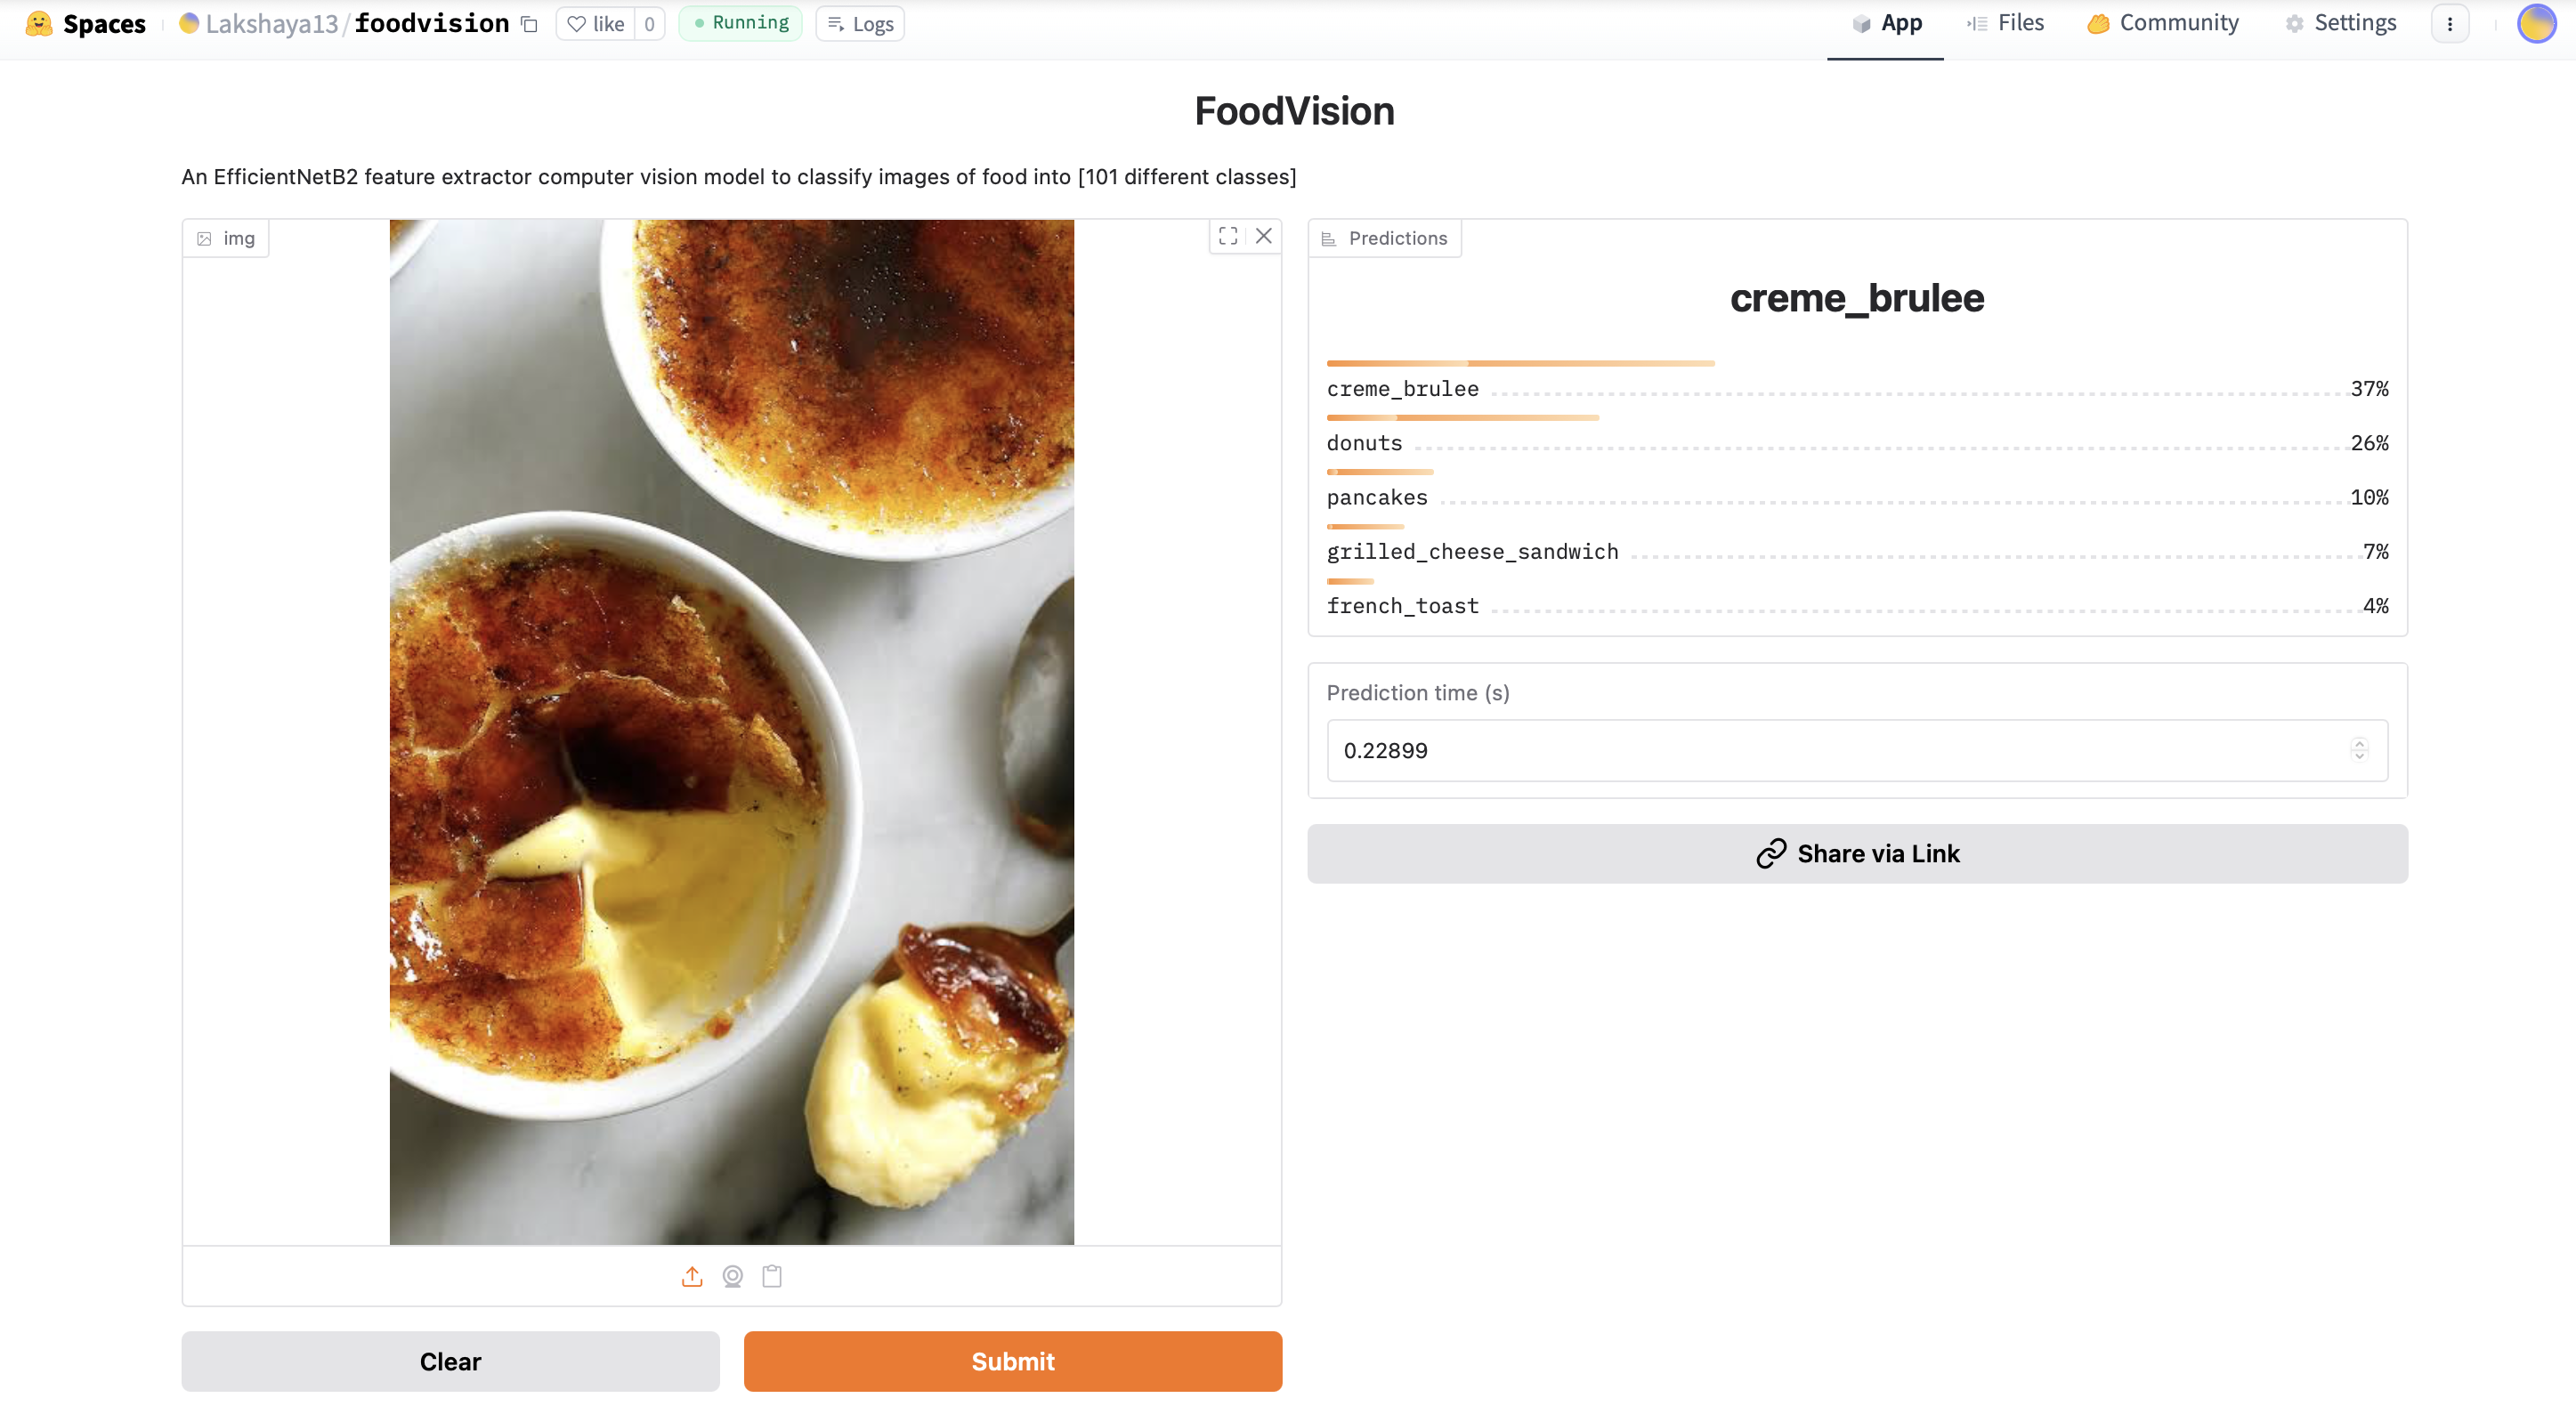 Spaces Lakshaya13/foodvision like 0 Running Logs App Files Community Settings
FoodVision
An EfficientNetB2 feature extractor computer vision model to classify images of food into [101 different classes]
img
Predictions
creme_brulee
creme_brulee 37%
donuts 26%
pancakes 10%
grilled_cheese_sandwich 7%
french_toast 4%
Prediction time (s)
0.22899
Share via Link
Clear Submit